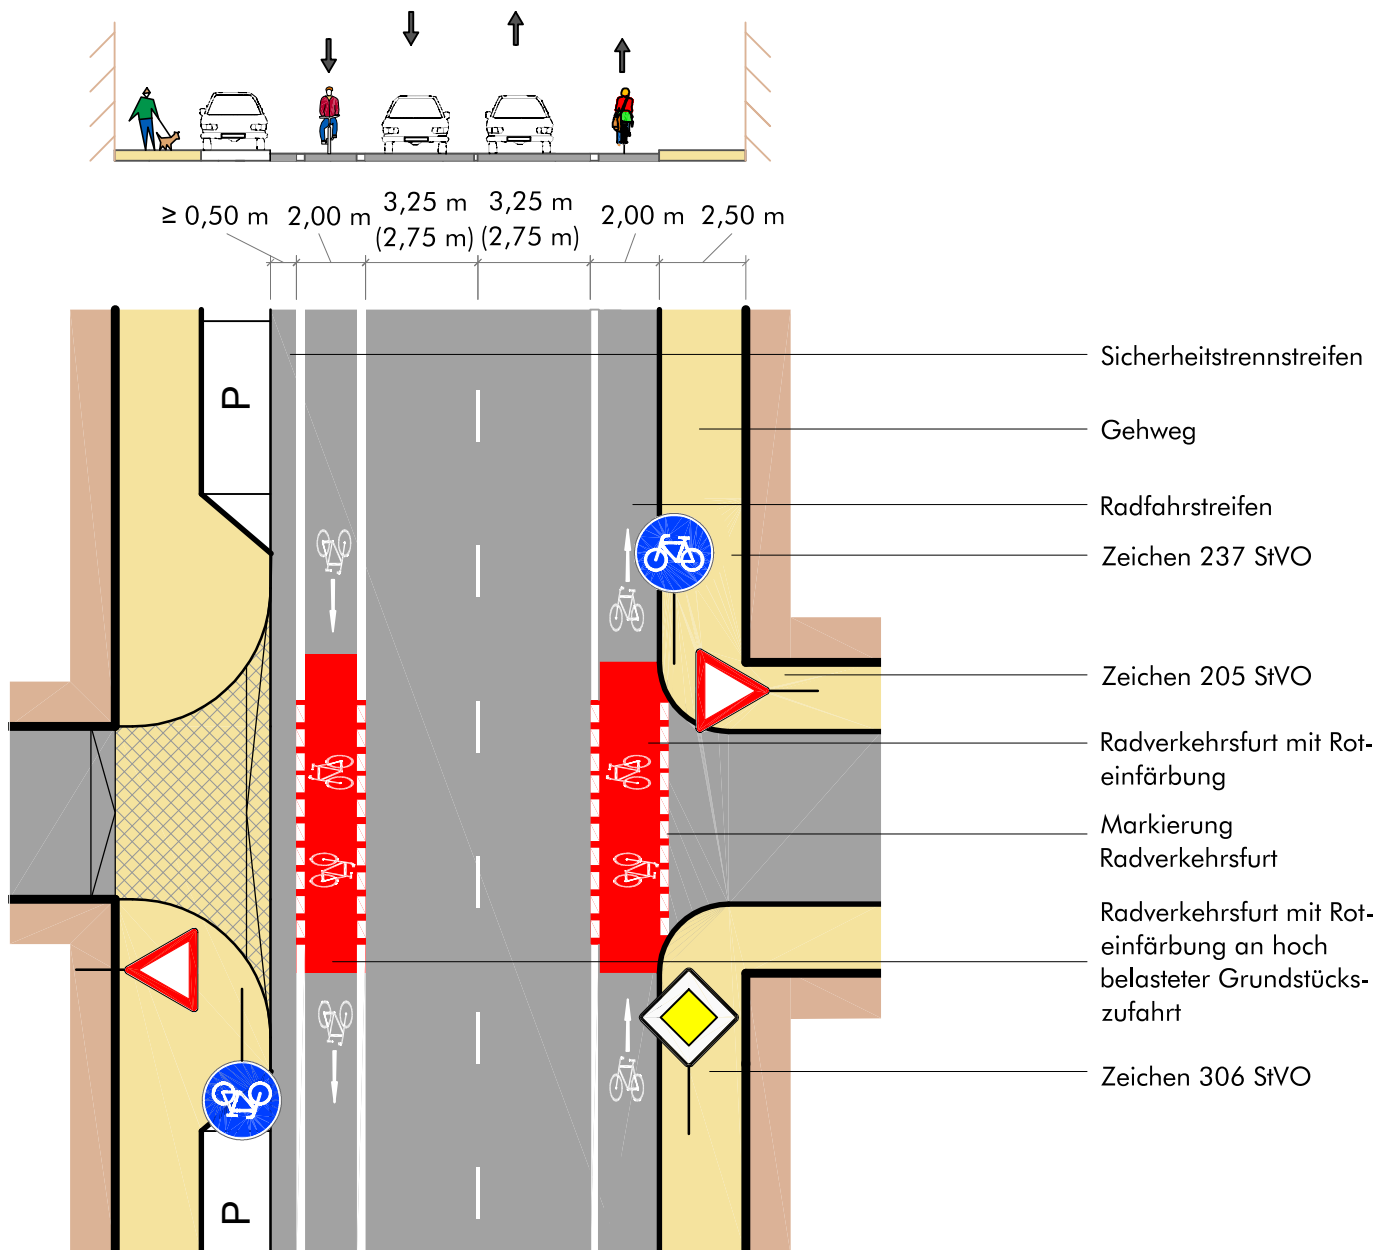 ≥ 0,50 m 2,00 m 3,25 m 3,25 m 2,00 m 2,50 m
(2,75 m) (2,75 m)
Sicherheitstrennstreifen
P
Gehweg
Radfahrstreifen
Zeichen 237 StVO
Zeichen 205 StVO
Radverkehrsfurt mit Rot-
einfärbung
Markierung
Radverkehrsfurt
Radverkehrsfurt mit Rot-
einfärbung an hoch
belasteter Grundstücks-
zufahrt
Zeichen 306 StVO
P